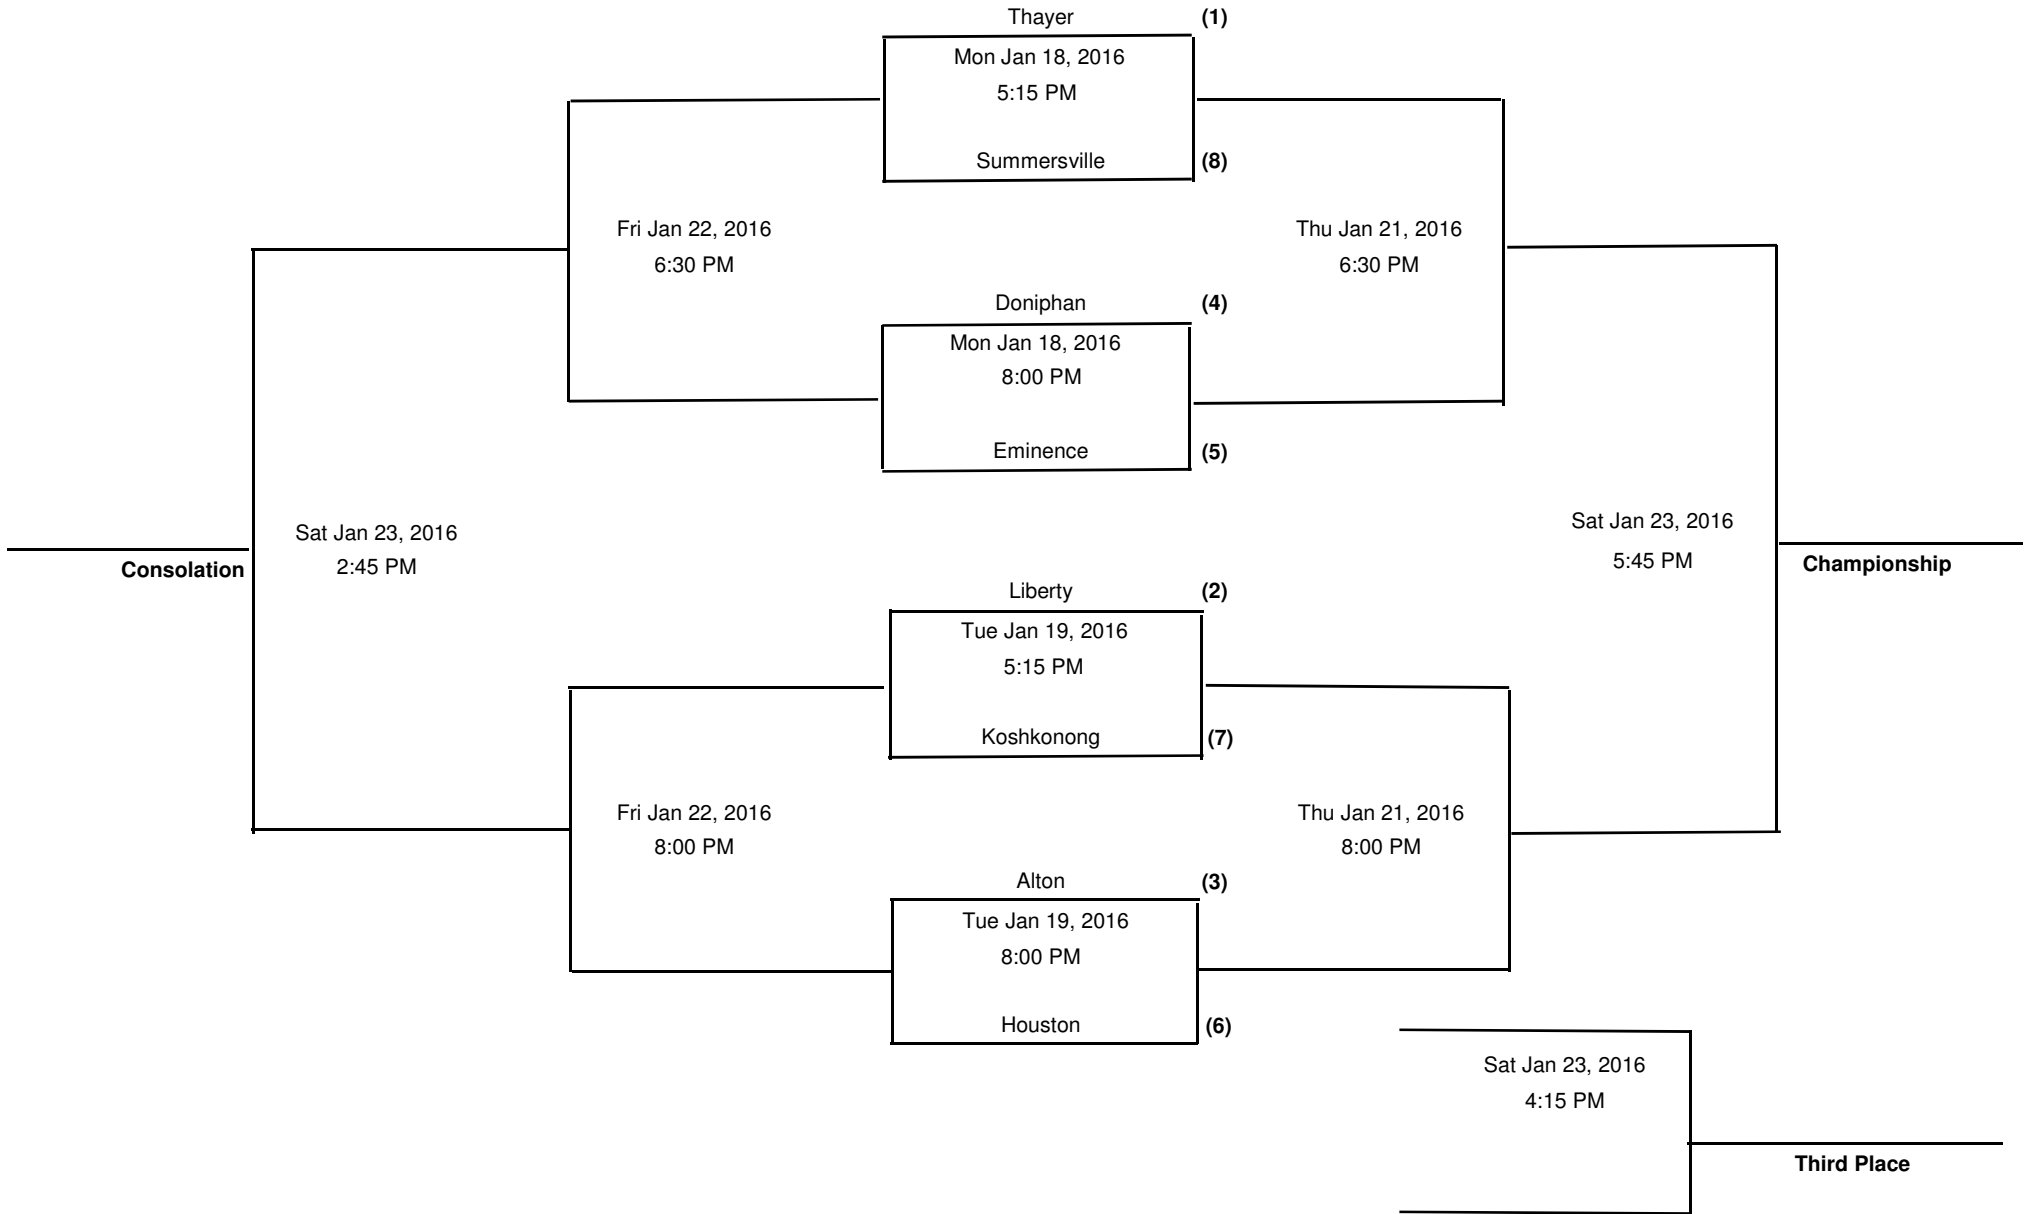 Thayer (1)
Mon Jan 18, 2016
5:15 PM
Summersville (8)
Fri Jan 22, 2016
6:30 PM
Thu Jan 21, 2016
6:30 PM
Doniphan (4)
Mon Jan 18, 2016
8:00 PM
Eminence (5)
Sat Jan 23, 2016
2:45 PM
Consolation
Sat Jan 23, 2016
5:45 PM
Championship
Liberty (2)
Tue Jan 19, 2016
5:15 PM
Koshkonong (7)
Fri Jan 22, 2016
8:00 PM
Thu Jan 21, 2016
8:00 PM
Alton (3)
Tue Jan 19, 2016
8:00 PM
Houston (6)
Sat Jan 23, 2016
4:15 PM
Third Place